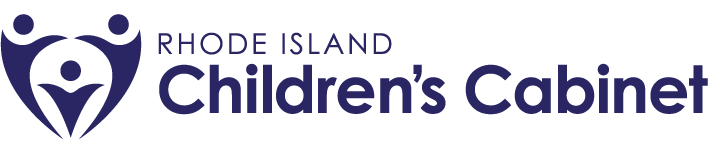 RHODE ISLAND
Children's Cabinet